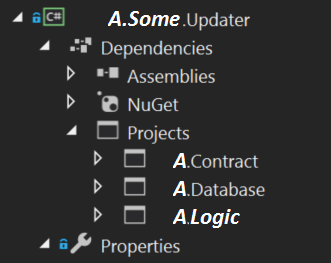 C# A.Some.Updater
Dependencies
Assemblies
NuGet
Projects
A.Contract
A.Database
A.Logic
Properties